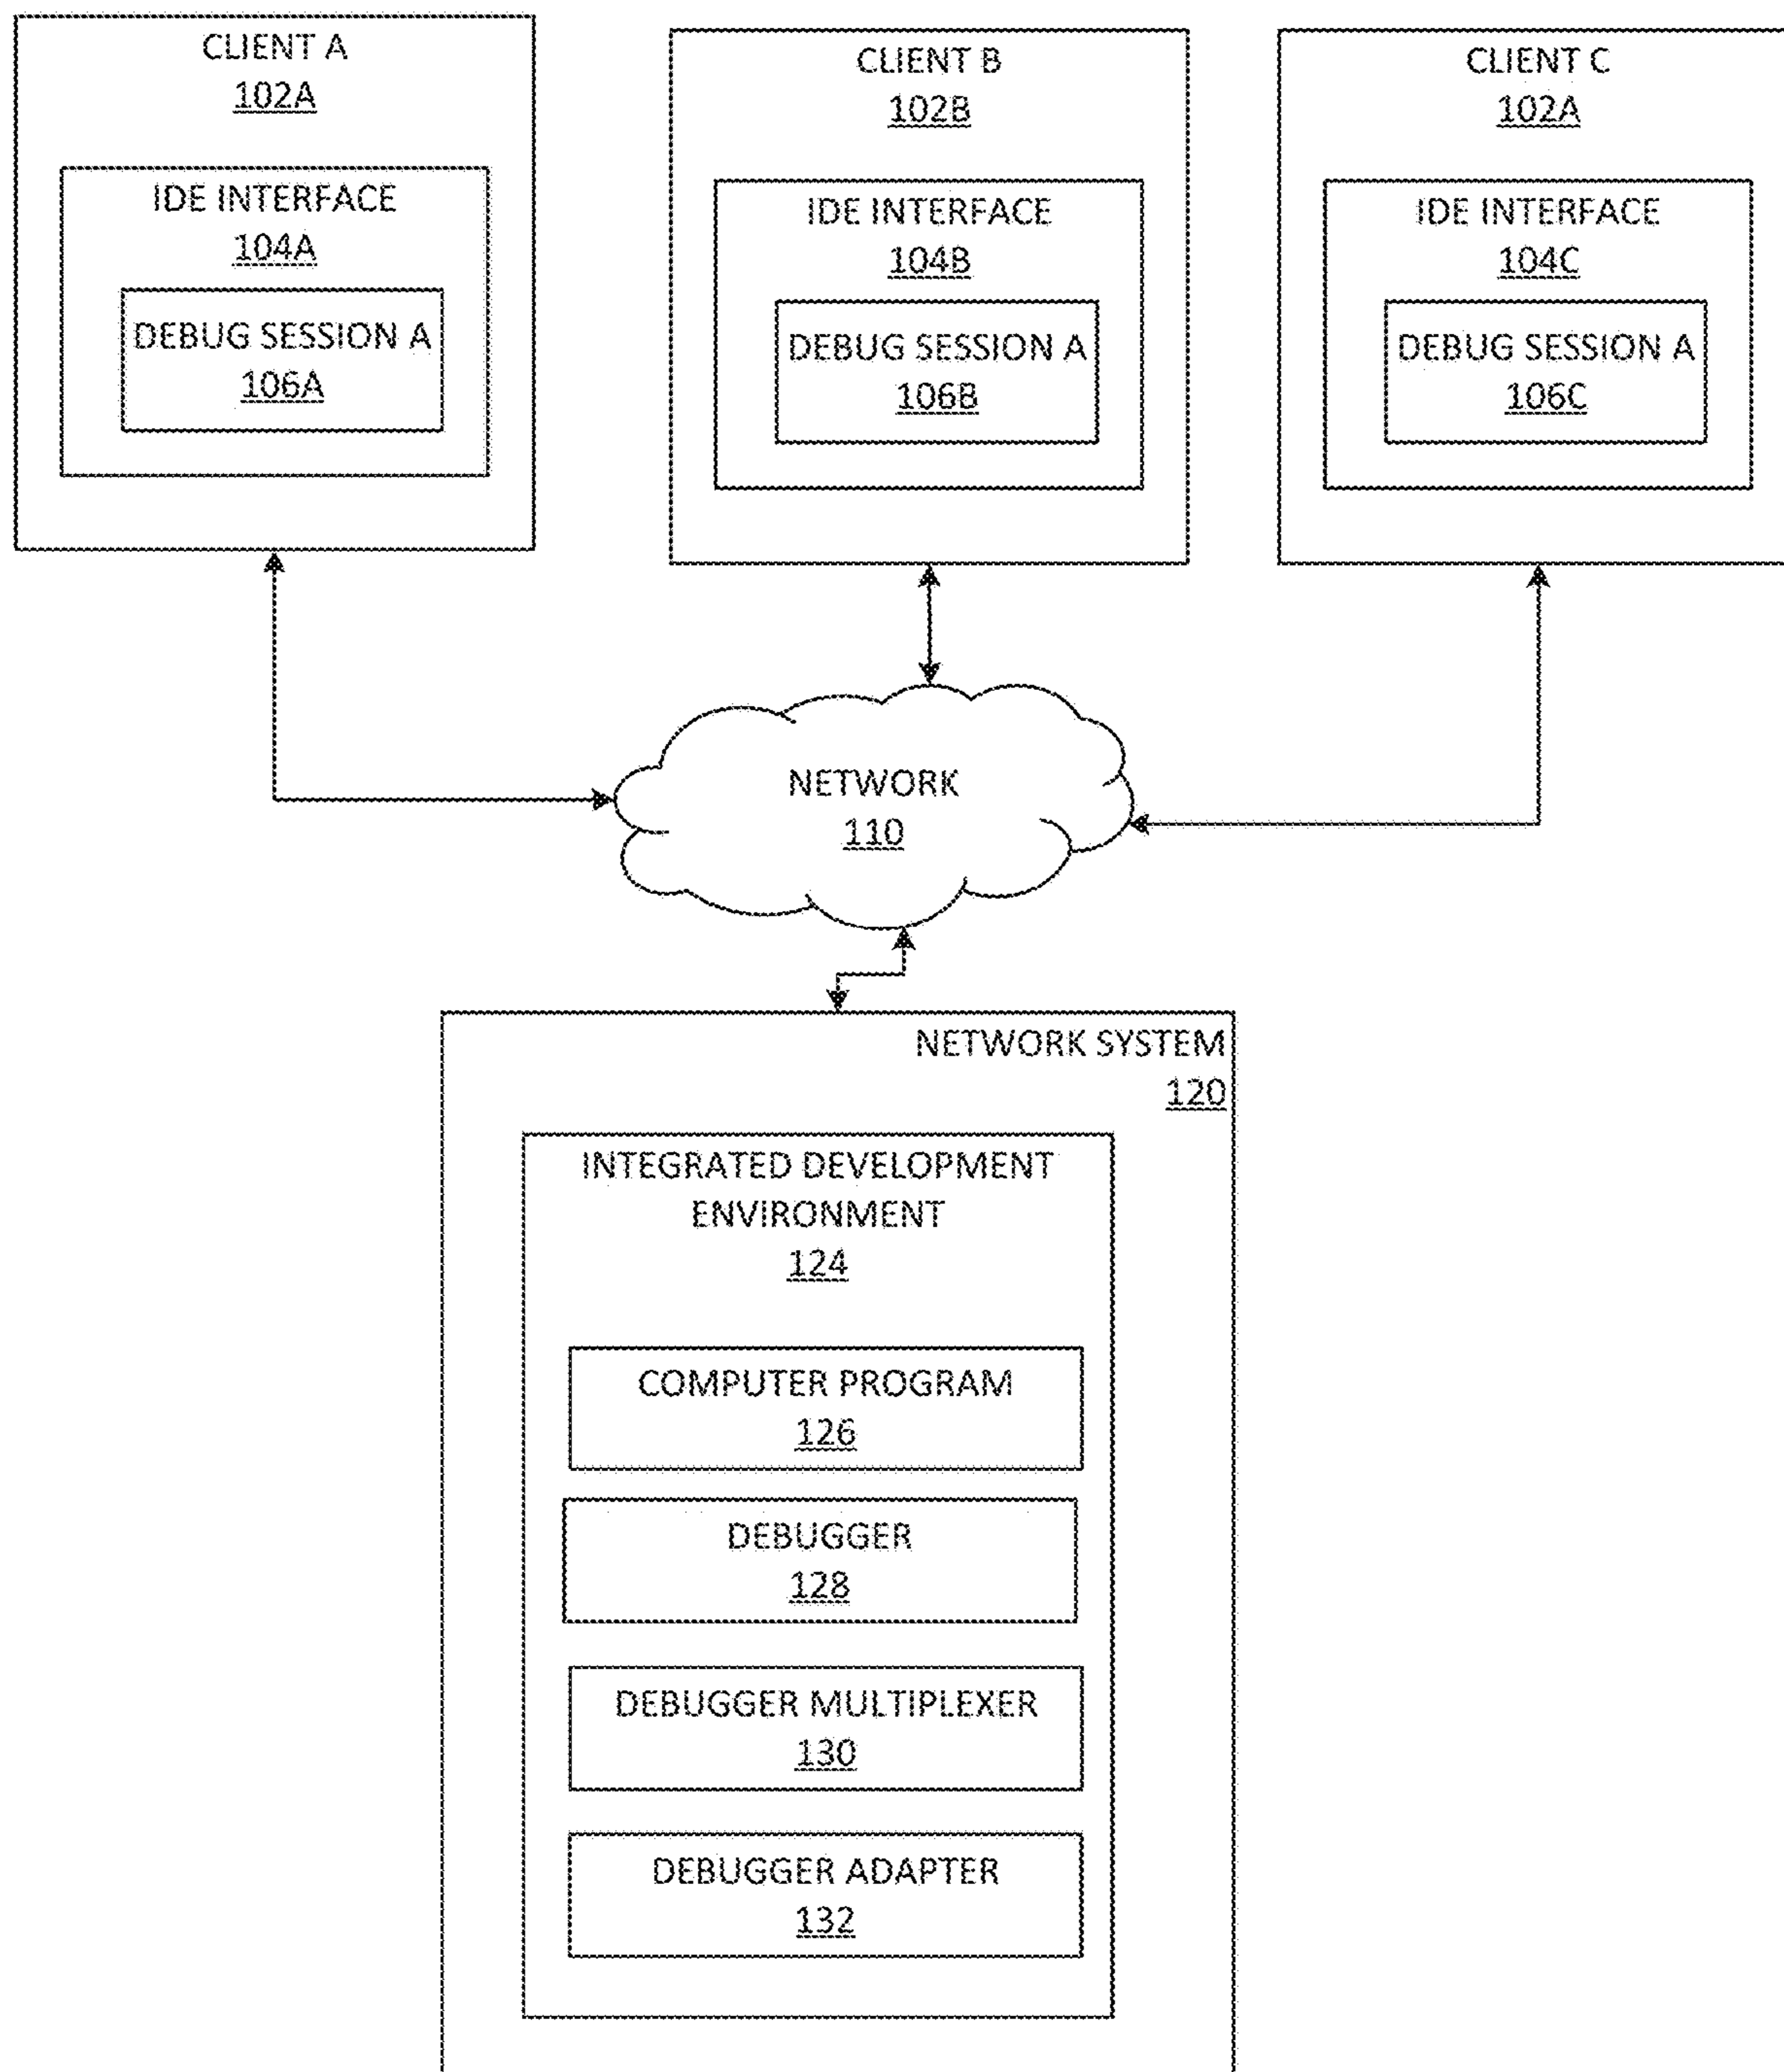 CLIENT A
102A
IDE INTERFACE
104A
DEBUG SESSION A
106A
CLIENT B
102B
IDE INTERFACE
104B
DEBUG SESSION A
106B
CLIENT C
102A
IDE INTERFACE
104C
DEBUG SESSION A
106C
NETWORK
110
NETWORK SYSTEM
120
INTEGRATED DEVELOPMENT
ENVIRONMENT
124
COMPUTER PROGRAM
126
DEBUGGER
128
DEBUGGER MULTIPLEXER
130
DEBUGGER ADAPTER
132